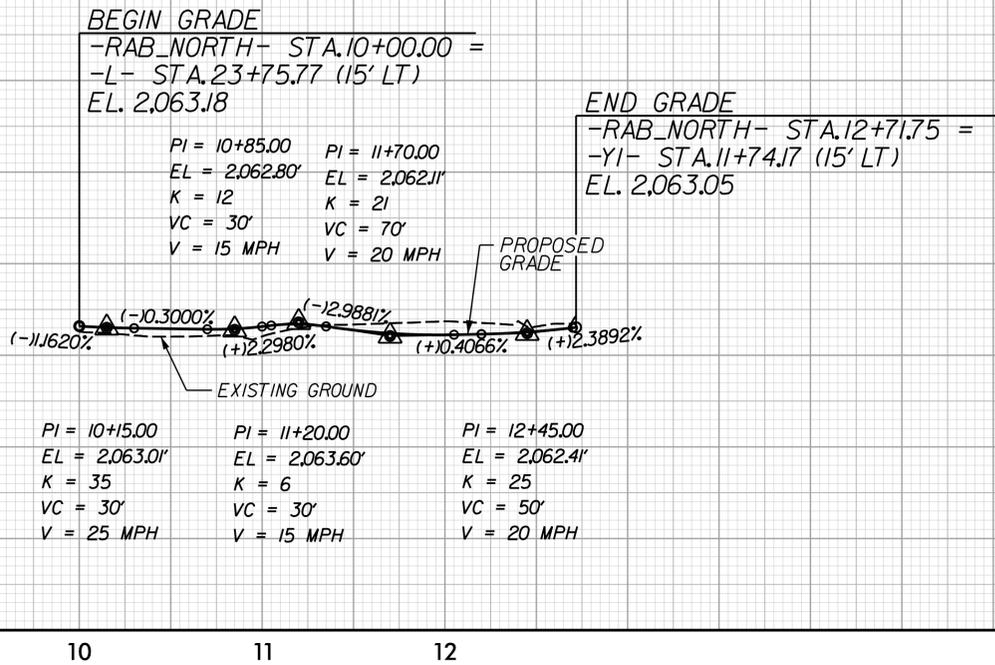 BEGIN GRADE
-RAB_NORTH- STA.10+00.00 =
-L- STA.23+75.77 (15' LT)
EL. 2,063.18
END GRADE
-RAB_NORTH- STA.12+71.75 =
-Y1- STA.11+74.17 (15' LT)
EL. 2,063.05
PI = 10+85.00
EL = 2,062.80'
K = 12
VC = 30'
V = 15 MPH
PI = 11+70.00
EL = 2,062.11'
K = 21
VC = 70'
V = 20 MPH
PROPOSED
GRADE
(-)1.1620%
(-)0.3000%
(+)2.2980%
(-)2.9881%
(+)0.4066%
(+)2.3892%
EXISTING GROUND
PI = 10+15.00
EL = 2,063.01'
K = 35
VC = 30'
V = 25 MPH
PI = 11+20.00
EL = 2,063.60'
K = 6
VC = 30'
V = 15 MPH
PI = 12+45.00
EL = 2,062.41'
K = 25
VC = 50'
V = 20 MPH
10 11 12